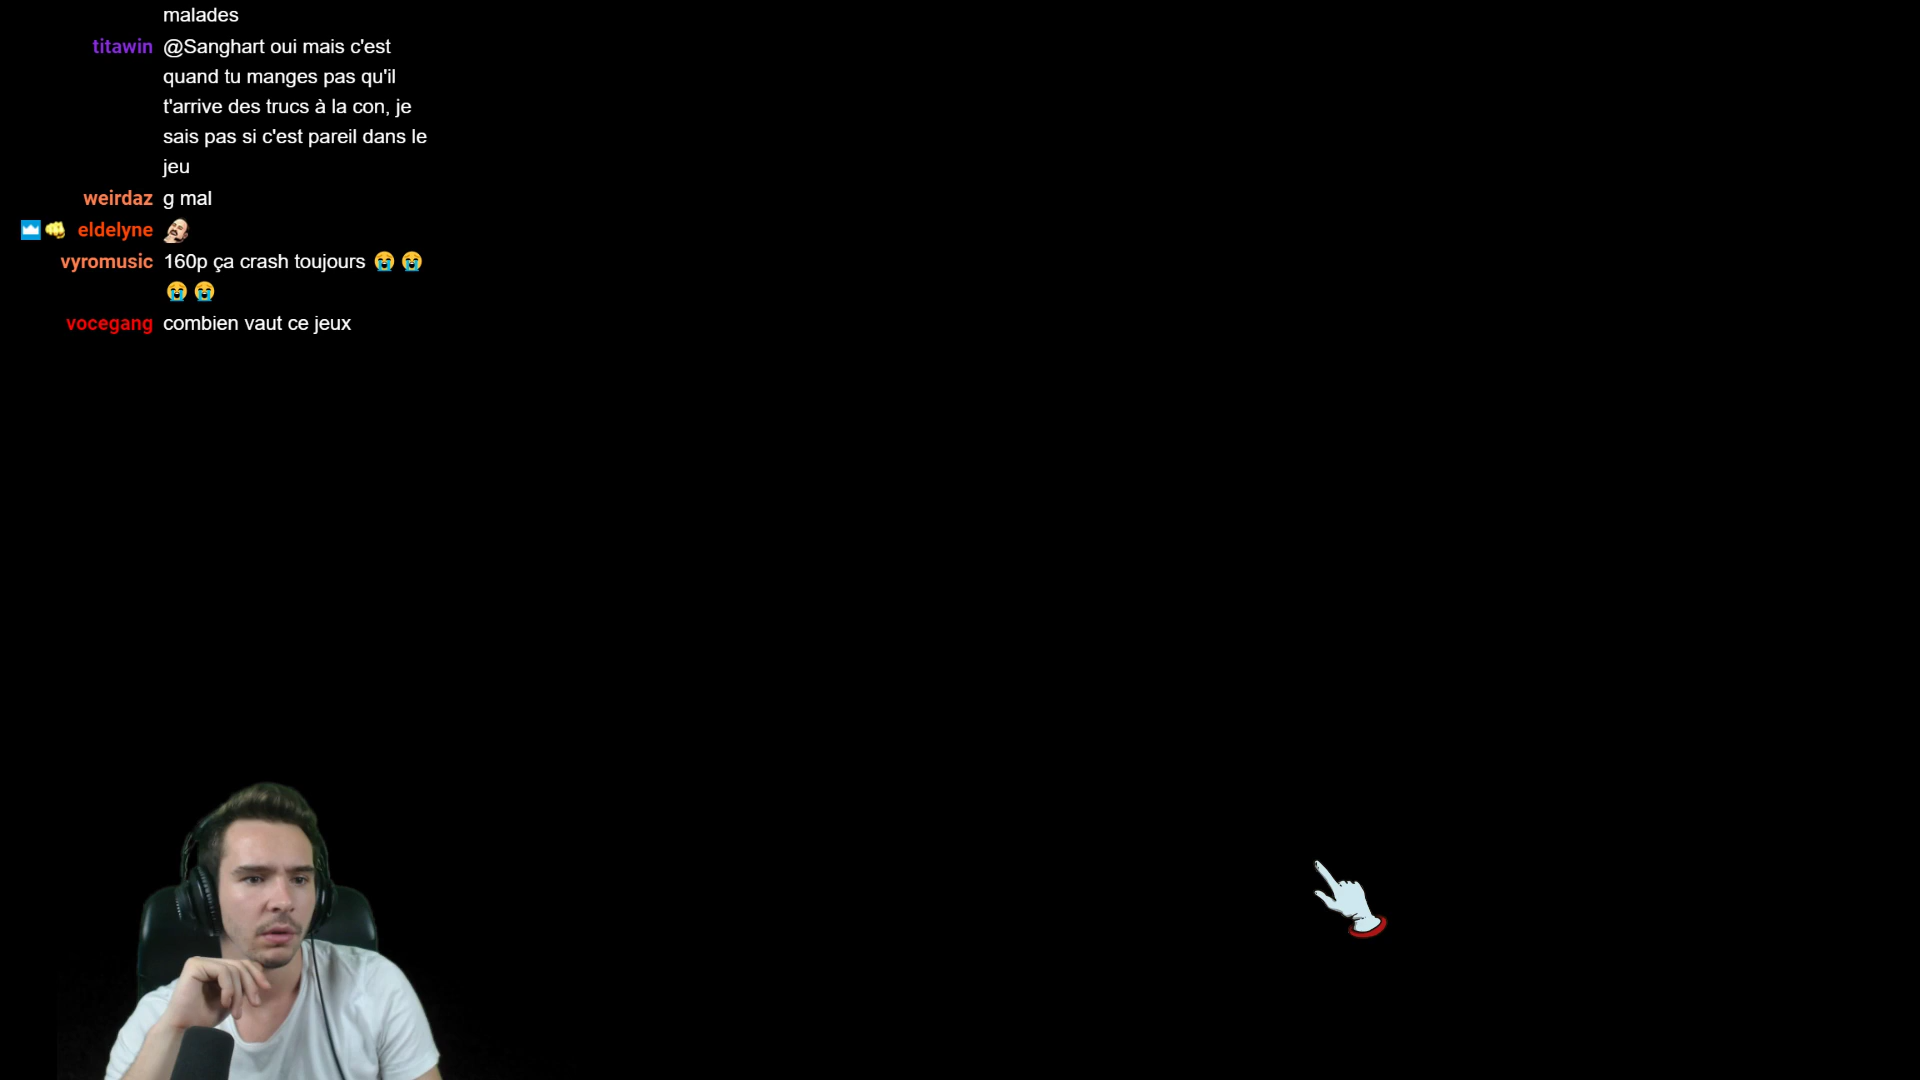 malades
titawin @Sanghart oui mais c'est
quand tu manges pas qu'il
t'arrive des trucs à la con, je
sais pas si c'est pareil dans le
jeu
weirdaz g mal
eldelyne
vyromusic 160p ça crash toujours 😭 😭
😭 😭
vocegang combien vaut ce jeux